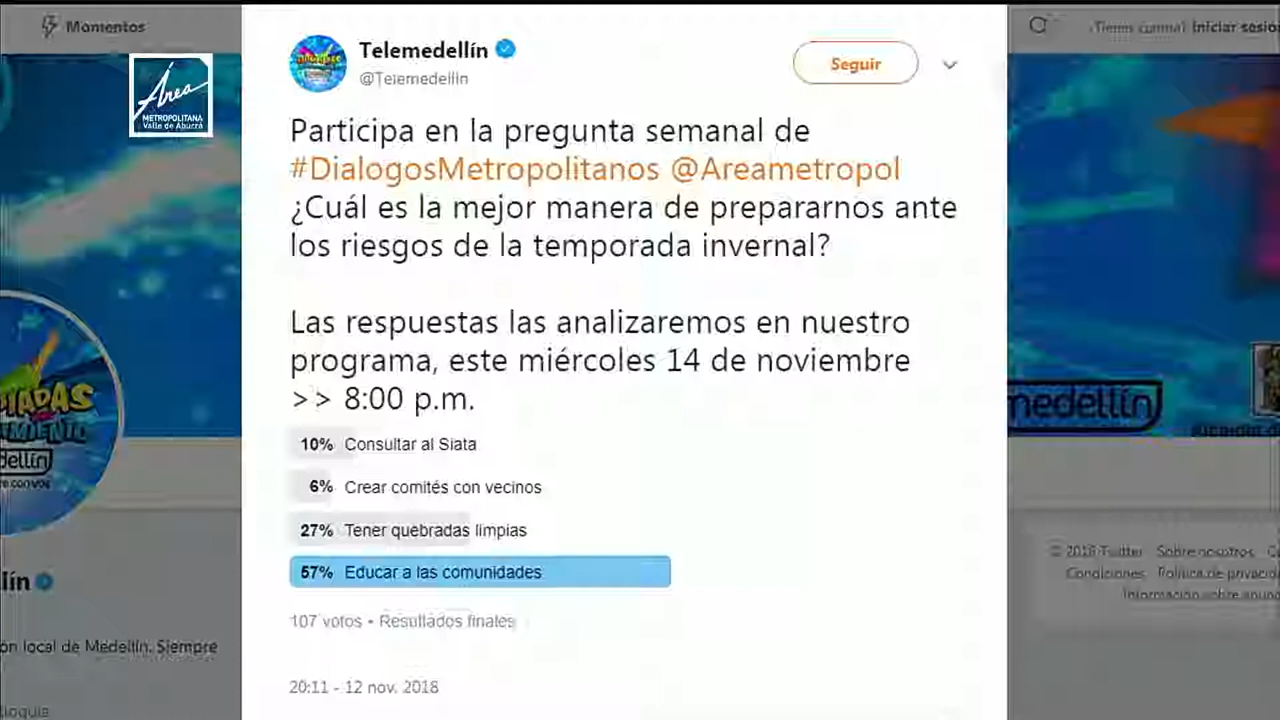 Momentos
Iniciar sesión
Área
METROPOLITANA
Valle de Aburrá
Telemedellín
@Telemedellin
Seguir
Participa en la pregunta semanal de
#DialogosMetropolitanos @Areametropol
¿Cuál es la mejor manera de prepararnos ante
los riesgos de la temporada invernal?
Las respuestas las analizaremos en nuestro
programa, este miércoles 14 de noviembre
>> 8:00 p.m.
10% Consultar al Siata
6% Crear comités con vecinos
27% Tener quebradas limpias
57% Educar a las comunidades
107 votos • Resultados finales
20:11 - 12 nov. 2018
medellín
dellín
lín
ón local de Medellín. Siempre
© 2018 Twitter Sobre nosotros
Condiciones Política de privacid
Información sobre anunc